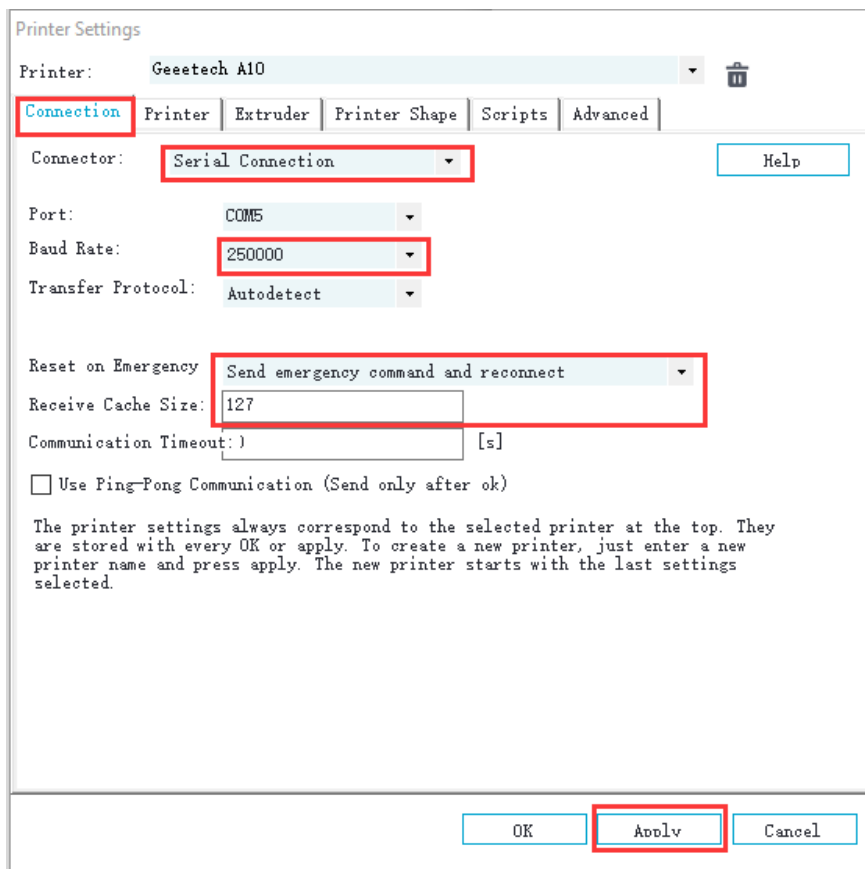 Printer Settings
Printer: Geeetech A10
Connection Printer Extruder Printer Shape Scripts Advanced
Connector: Serial Connection Help
Port: COM5
Baud Rate: 250000
Transfer Protocol: Autodetect
Reset on Emergency Send emergency command and reconnect
Receive Cache Size: 127
Communication Timeout:) [s]
Use Ping-Pong Communication (Send only after ok)
The printer settings always correspond to the selected printer at the top. They
are stored with every OK or apply. To create a new printer, just enter a new
printer name and press apply. The new printer starts with the last settings
selected.
OK Apply Cancel